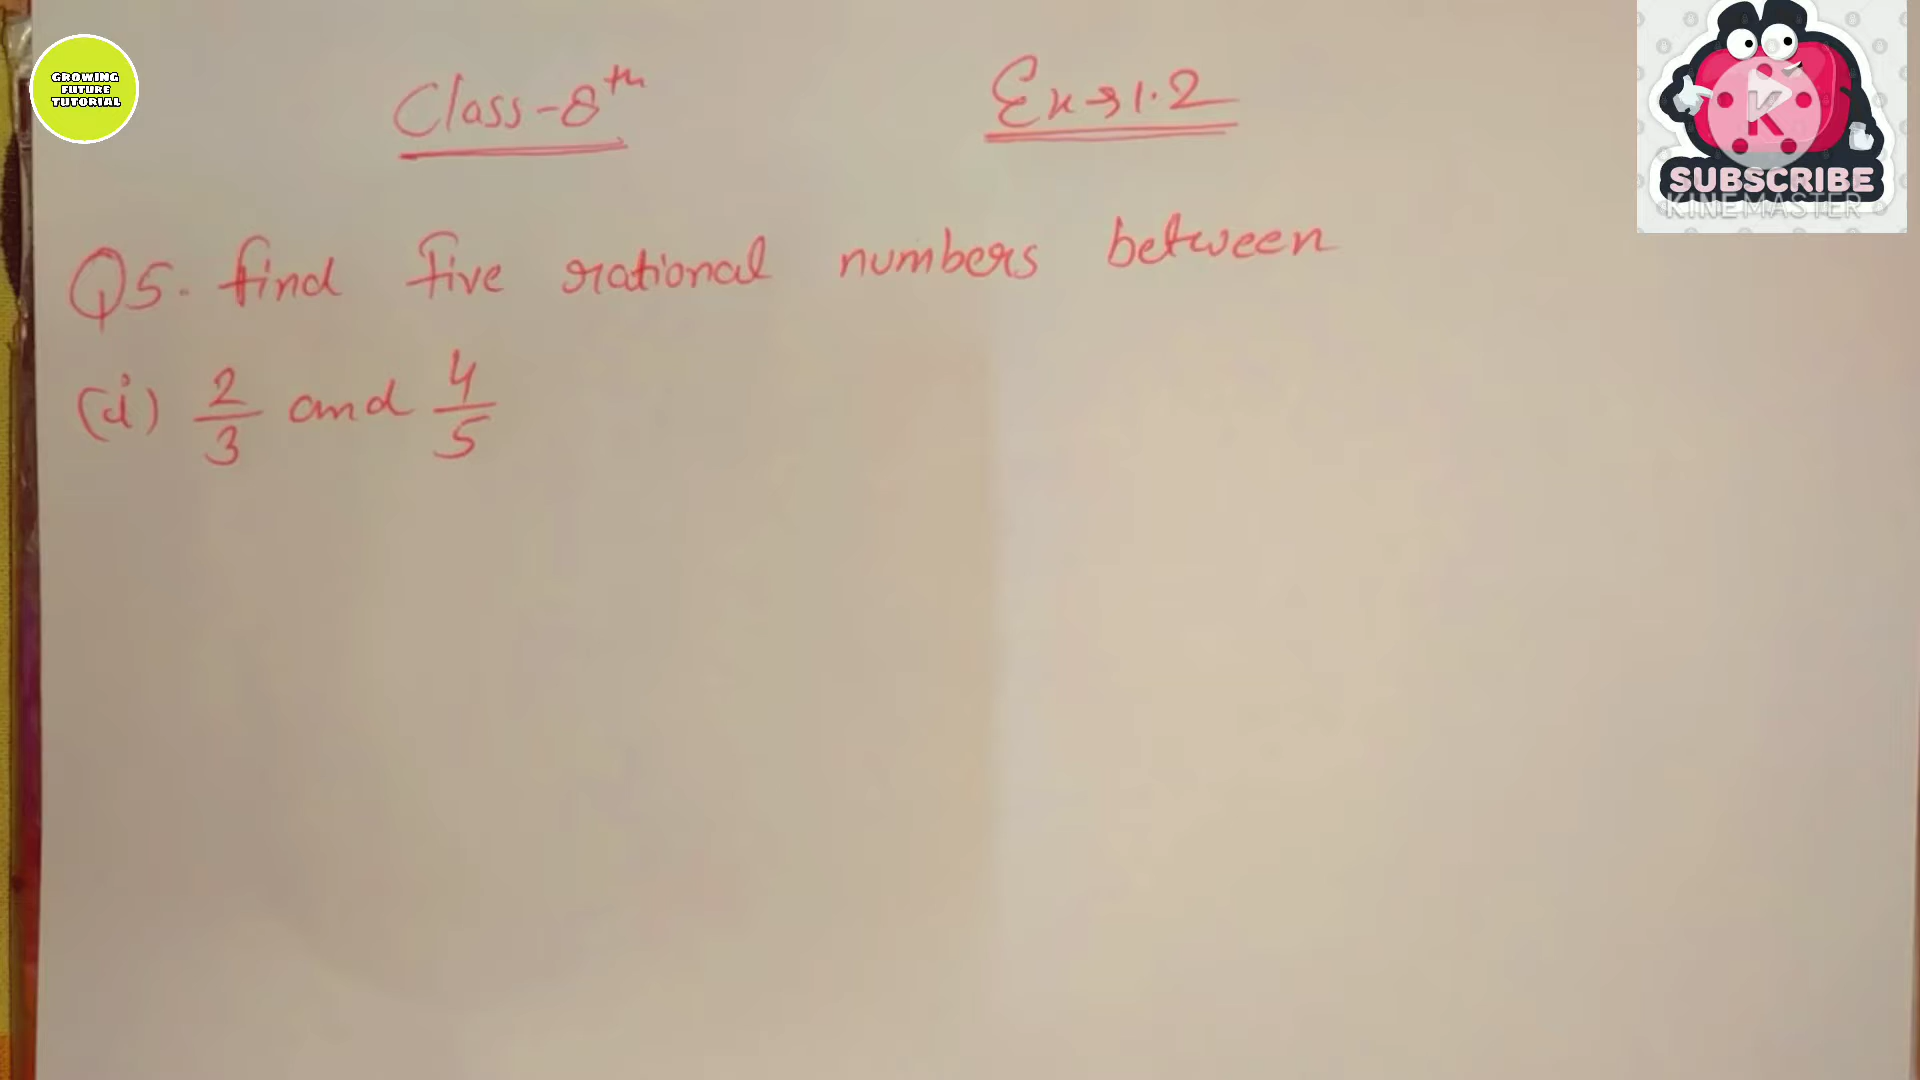 GROWING
FUTURE
TUTORIAL
Class-8th
Ex→1.2
SUBSCRIBE
KINEMASTER
Q5. find five rational numbers between
(i) 2/3 and 4/5